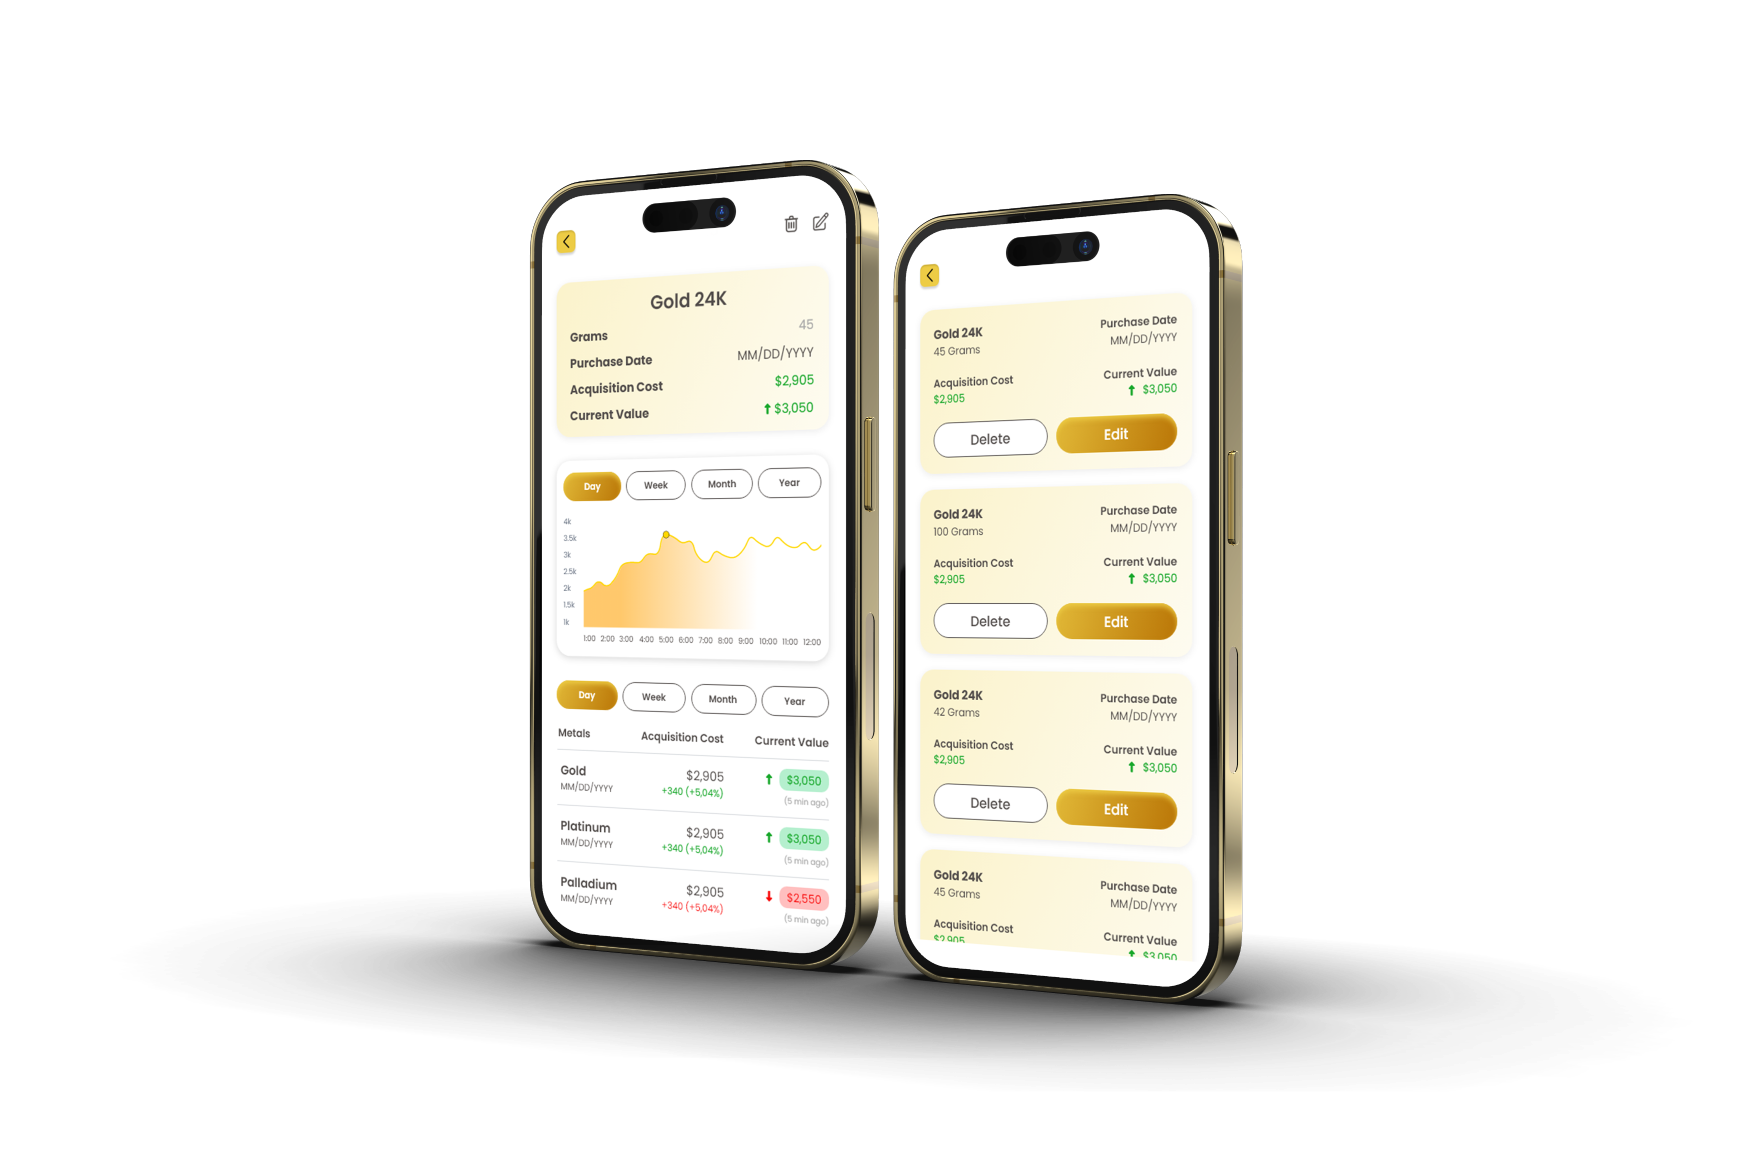 Gold 24K
Grams 45
Purchase Date MM/DD/YYYY
Acquisition Cost $2,905
Current Value $3,050
Day Week Month Year
4k
3.5k
3k
2.5k
2k
1.5k
1k
1:00 2:00 3:00 4:00 5:00 6:00 7:00 8:00 9:00 10:00 11:00 12:00
Day Week Month Year
Metals Acquisition Cost Current Value
Gold $2,905 $3,050
MM/DD/YYYY +340 (+5,04%) (5 min ago)
Platinum $2,905 $3,050
MM/DD/YYYY +340 (+5,04%) (5 min ago)
Palladium $2,905 $2,550
MM/DD/YYYY +340 (+5,04%) (5 min ago)
Gold 24K Purchase Date
45 Grams MM/DD/YYYY
Acquisition Cost Current Value
$2,905 $3,050
Delete Edit
Gold 24K Purchase Date
100 Grams MM/DD/YYYY
Acquisition Cost Current Value
$2,905 $3,050
Delete Edit
Gold 24K Purchase Date
42 Grams MM/DD/YYYY
Acquisition Cost Current Value
$2,905 $3,050
Delete Edit
Gold 24K Purchase Date
45 Grams MM/DD/YYYY
Acquisition Cost Current Value
$2,905 $3,050